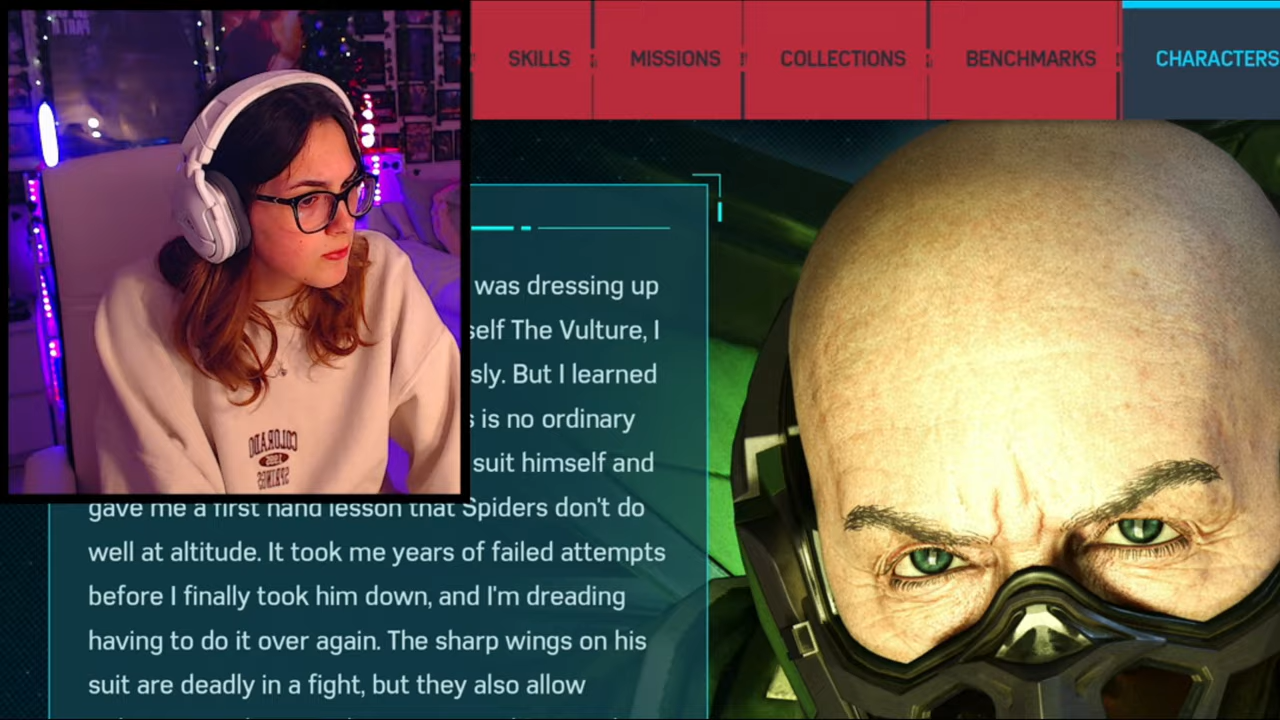 SKILLS
MISSIONS
COLLECTIONS
BENCHMARKS
CHARACTERS
was dressing up
self The Vulture, I
But I learned
is no ordinary
suit himself and
gave me a first hand lesson that Spiders don't do
well at altitude. It took me years of failed attempts
before I finally took him down, and I'm dreading
having to do it over again. The sharp wings on his
suit are deadly in a fight, but they also allow
COLORADO
SPRINGS